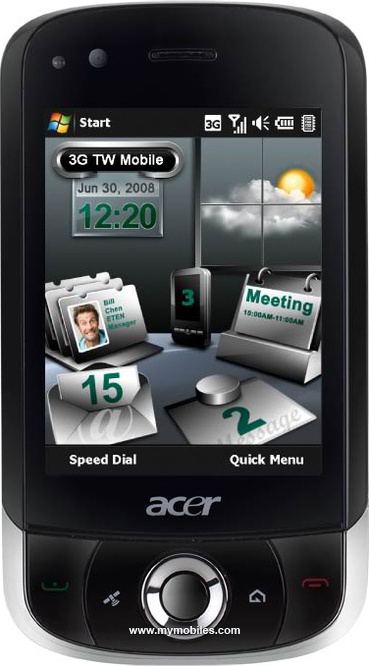 Start
3G
3G TW Mobile
Jun 30, 2008
12:20
Bill
Chen
ETEN
Manager
3
Meeting
10:00AM-11:00AM
15
@
2
Message
Speed Dial
Quick Menu
acer
www.mymobiles.com